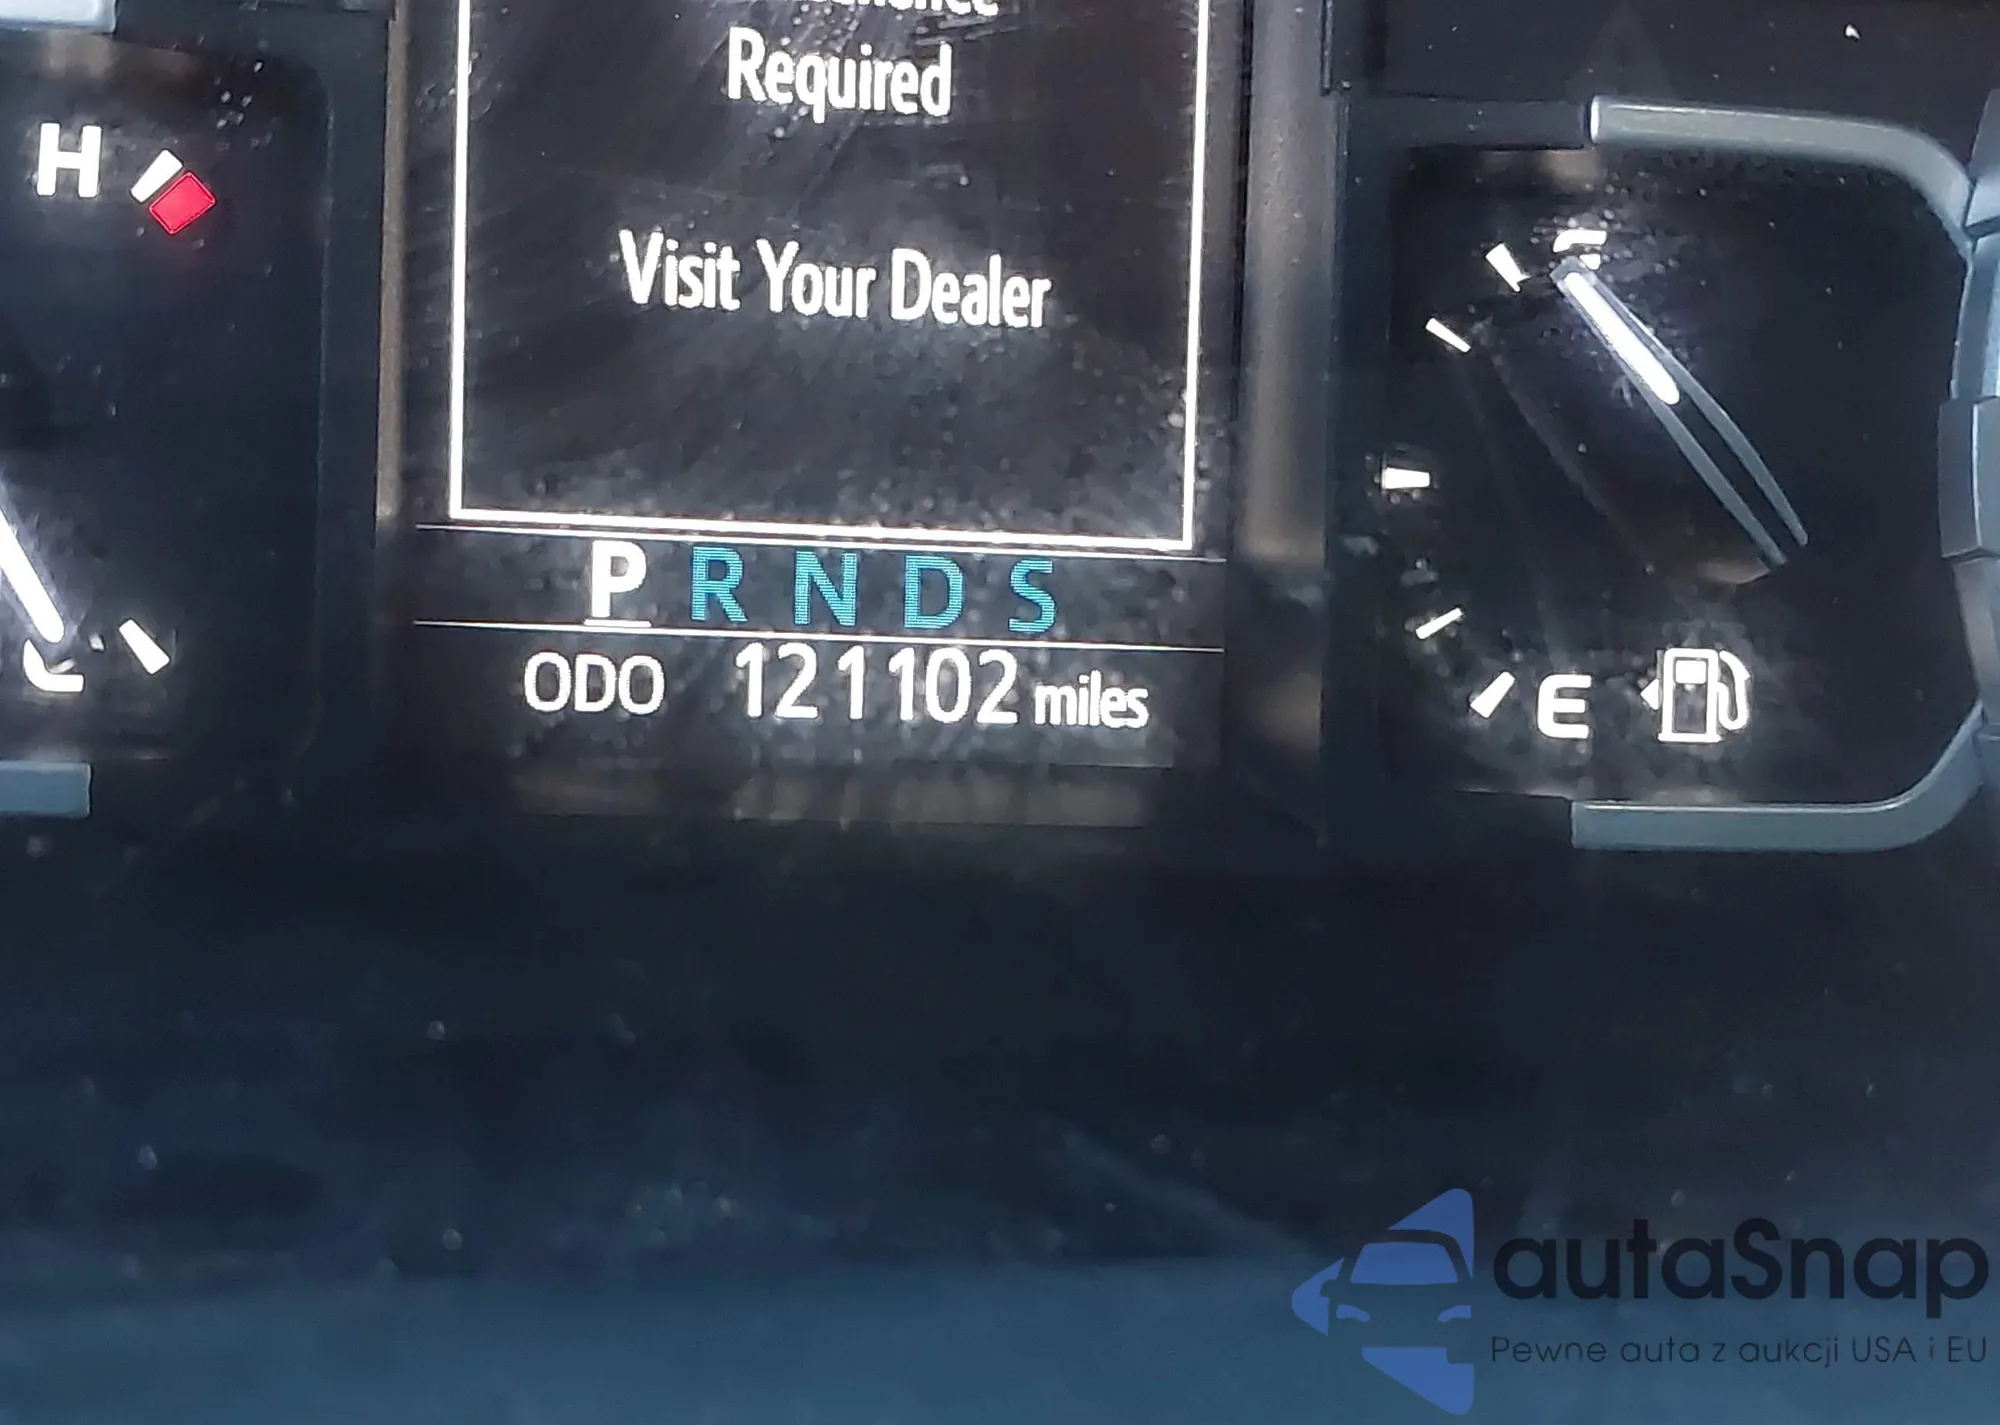 Required
Visit Your Dealer
H
P R N D S
ODO 121102 miles
E
autaSnap
Pewne auta z aukcji USA i EU